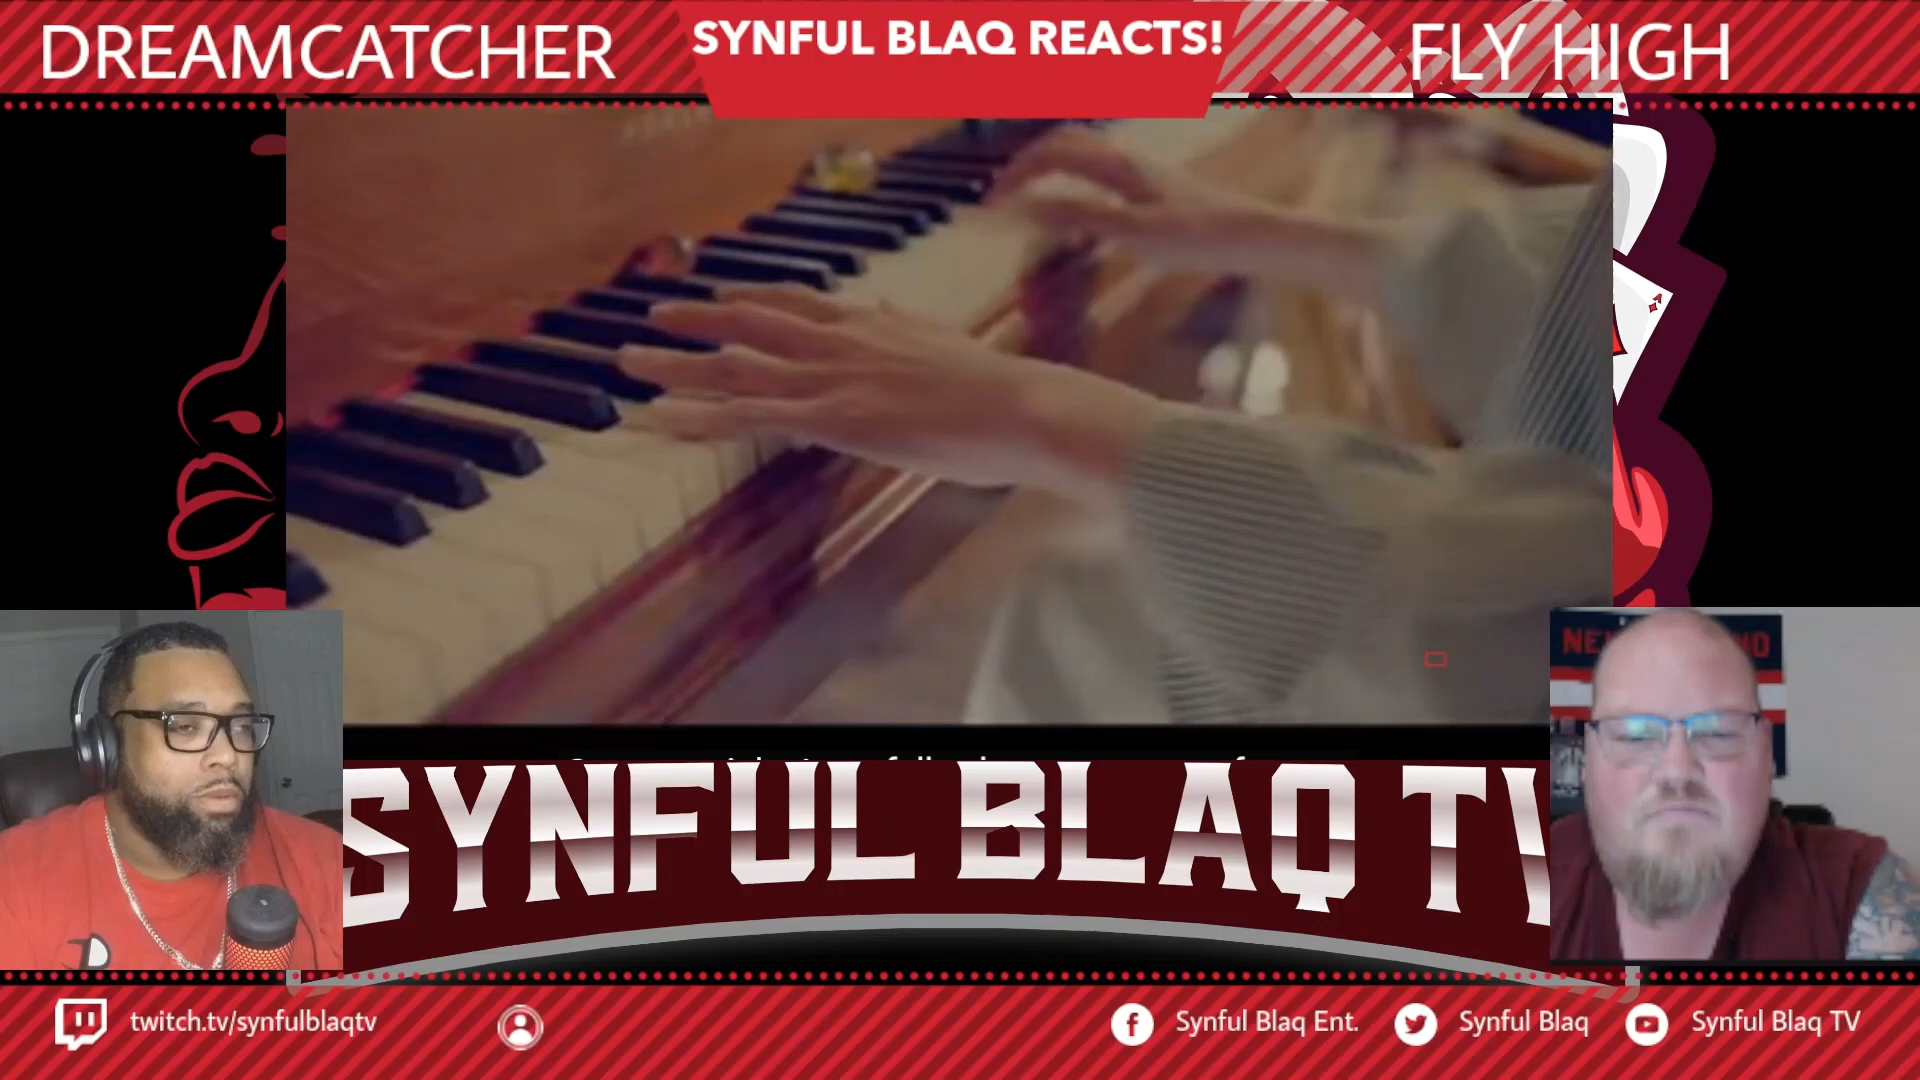 DREAMCATCHER
SYNFUL BLAQ REACTS!
FLY HIGH
A
SYNFUL BLAQ TV
twitch.tv/synfulblaqtv
Synful Blaq Ent.
Synful Blaq
Synful Blaq TV